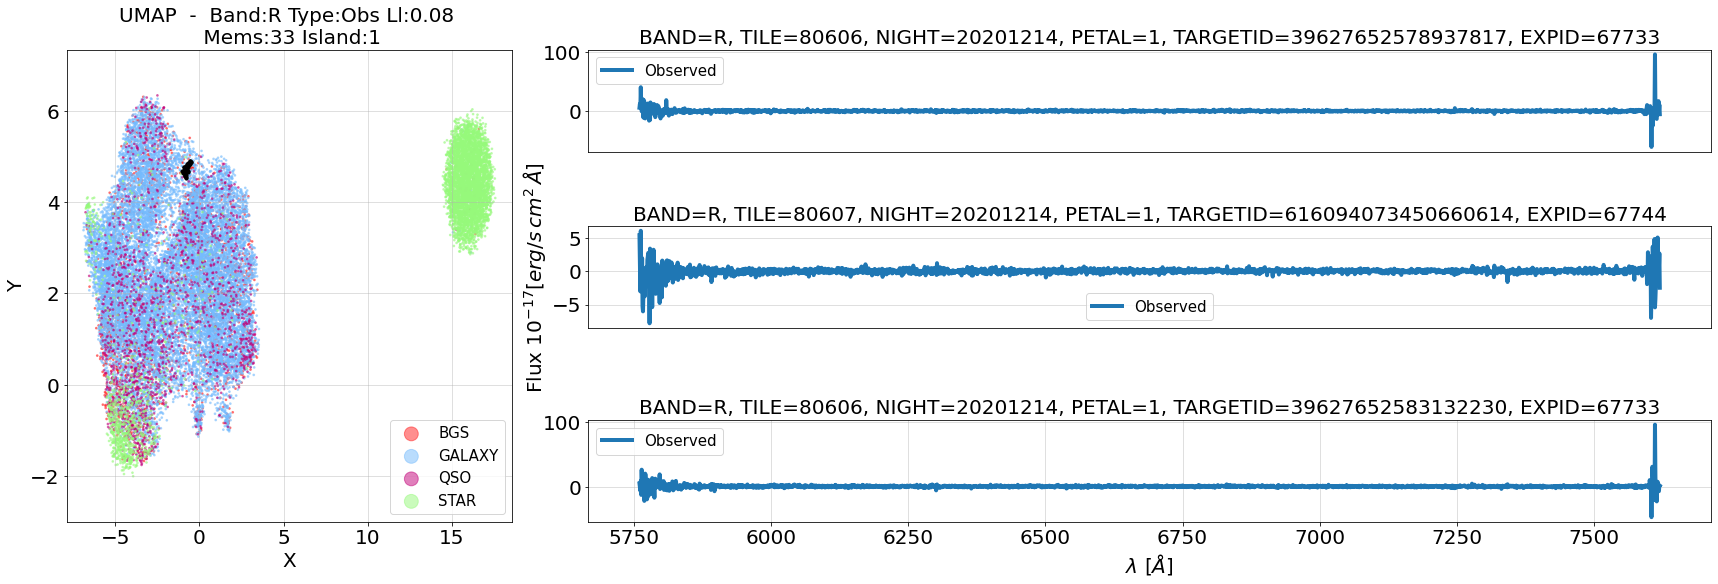 UMAP - Band:R Type:Obs Ll:0.08
Mems:33 Island:1
6
4
2
0
−2
Y
−5
0
5
10
15
X
BGS
GALAXY
QSO
STAR
Flux 10⁻¹⁷[erg/s cm² Å]
BAND=R, TILE=80606, NIGHT=20201214, PETAL=1, TARGETID=39627652578937817, EXPID=67733
100
0
Observed
BAND=R, TILE=80607, NIGHT=20201214, PETAL=1, TARGETID=616094073450660614, EXPID=67744
5
0
−5
Observed
BAND=R, TILE=80606, NIGHT=20201214, PETAL=1, TARGETID=39627652583132230, EXPID=67733
100
0
Observed
5750
6000
6250
6500
6750
7000
7250
7500
λ [Å]